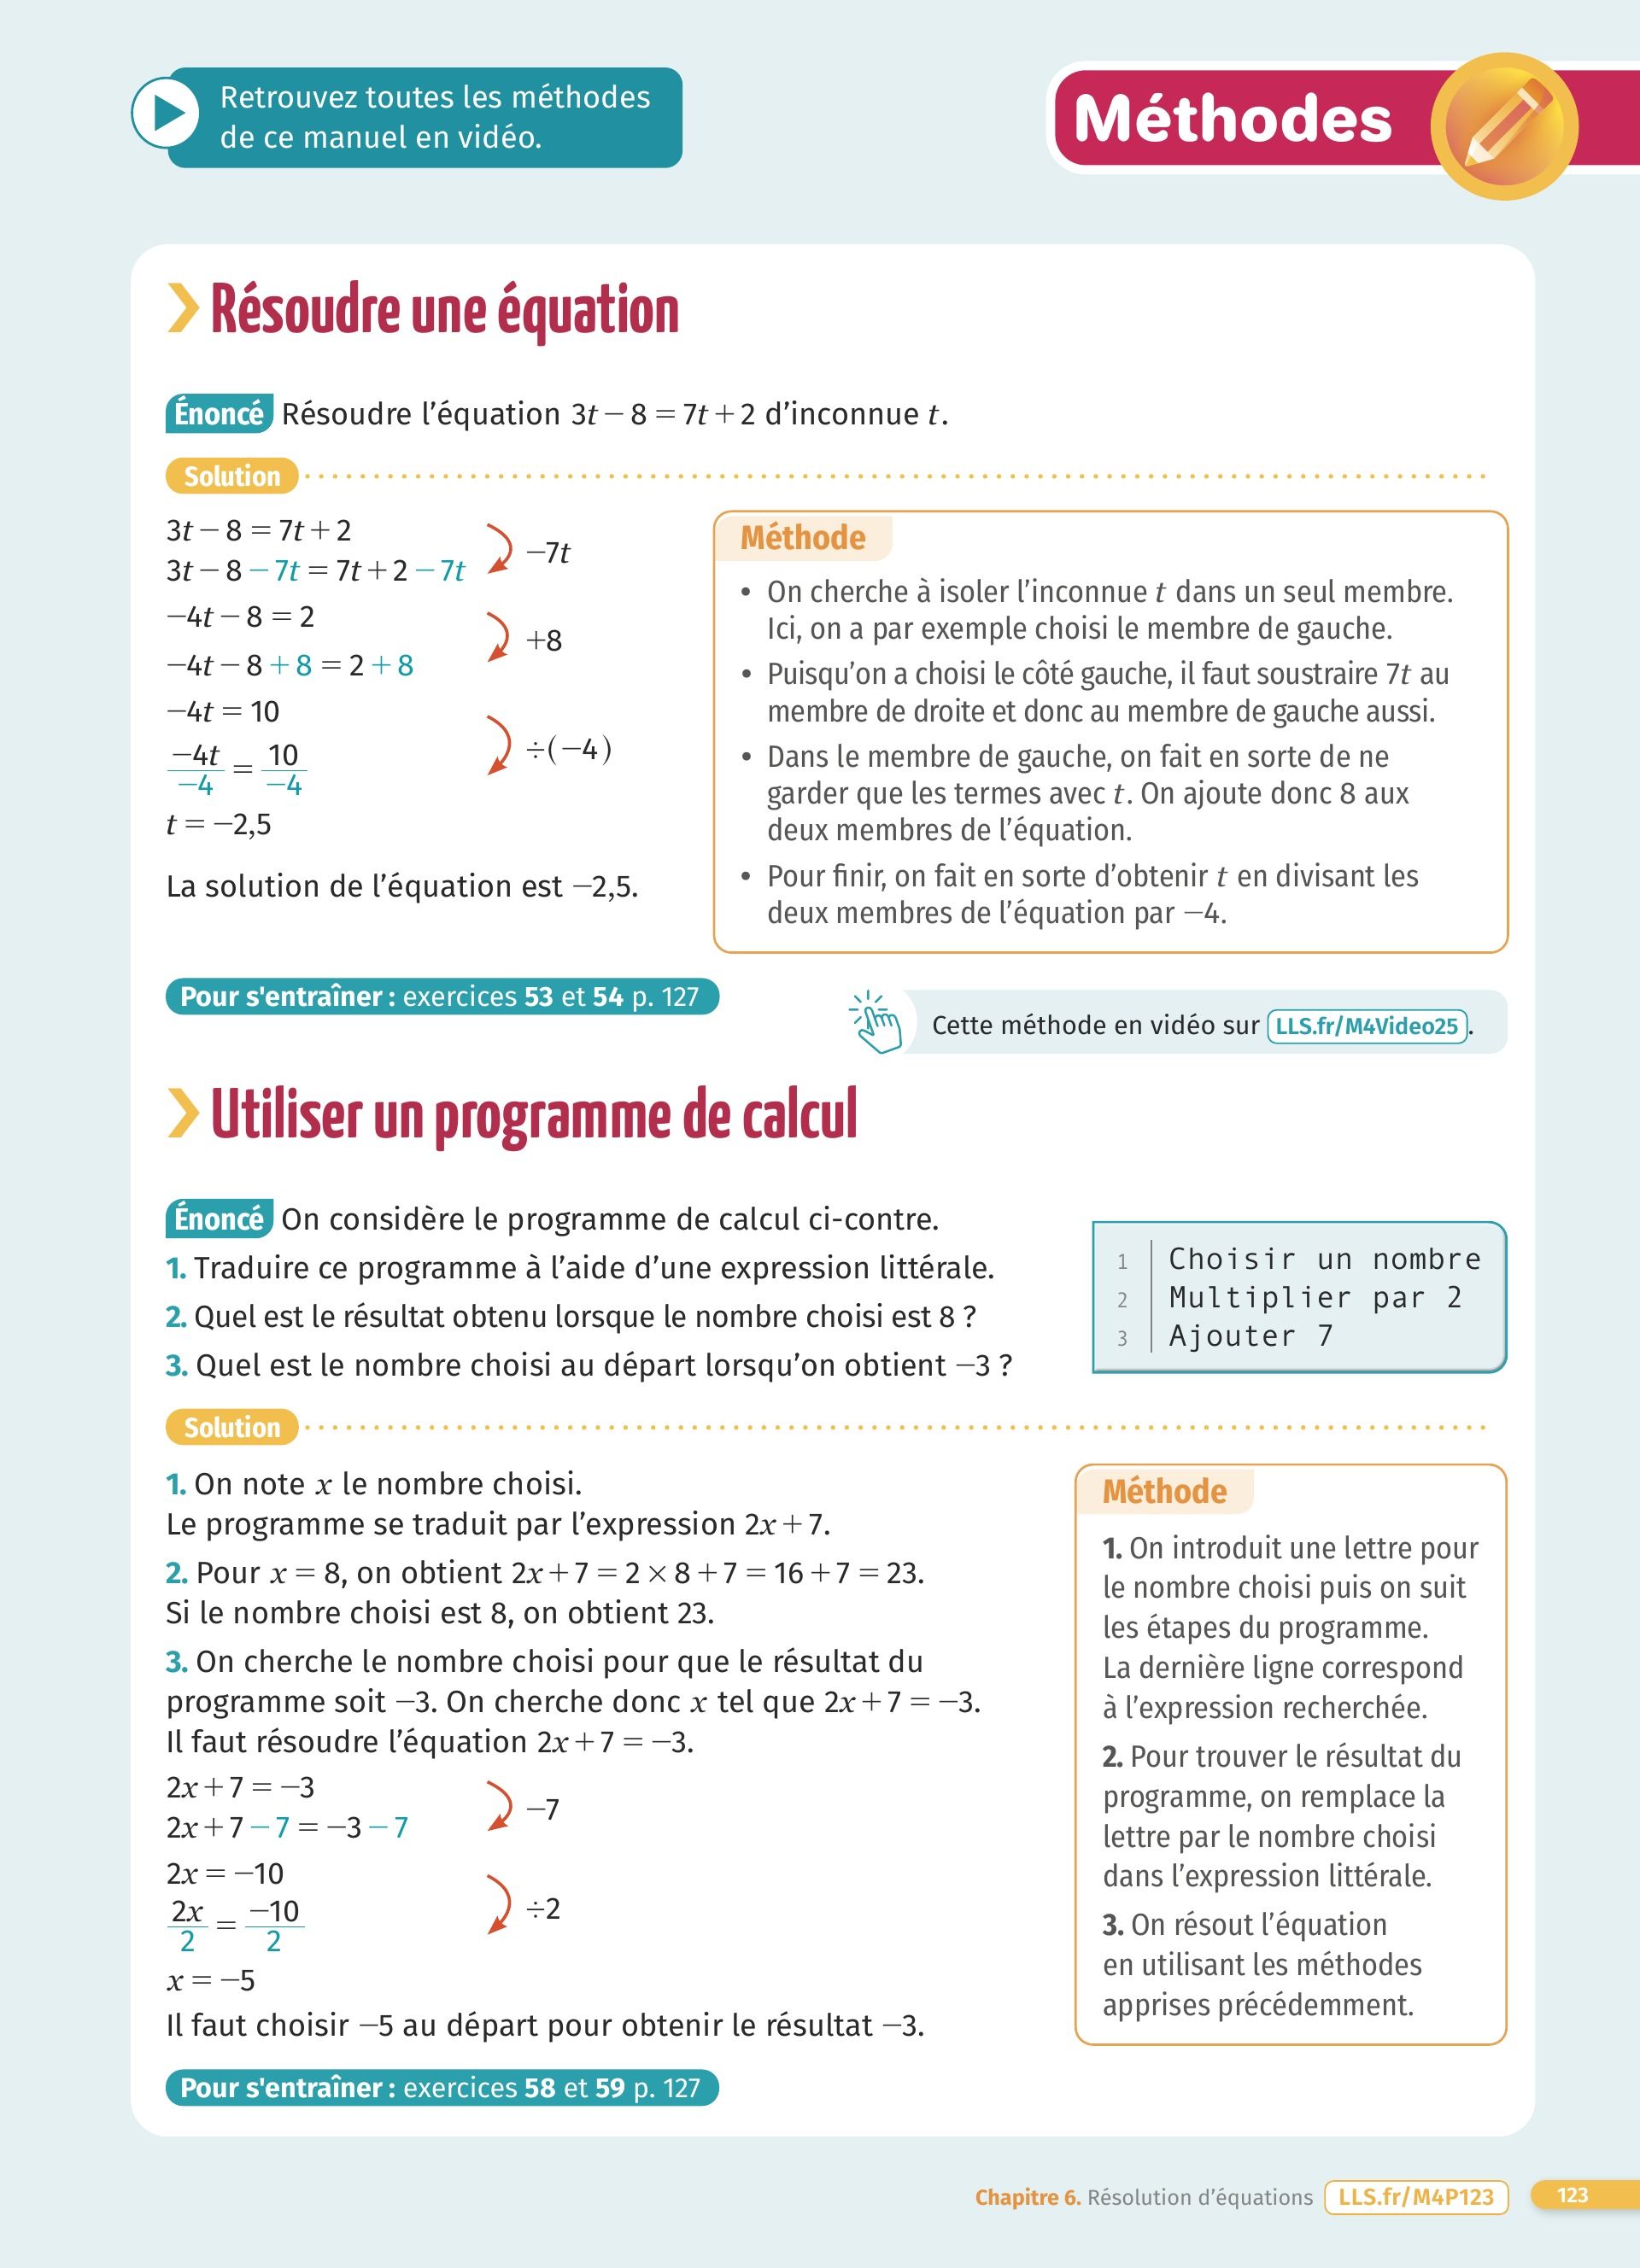 Retrouvez toutes les méthodes
de ce manuel en vidéo.
Méthodes
Résoudre une équation
Énoncé Résoudre l’équation 3t − 8 = 7t + 2 d’inconnue t.
Solution
3t − 8 = 7t + 2
−7t
3t − 8 − 7t = 7t + 2 − 7t
−4t − 8 = 2
+8
−4t − 8 + 8 = 2 + 8
−4t = 10
÷(−4)
−4t/−4 = 10/−4
t = −2,5
La solution de l’équation est −2,5.
Méthode
• On cherche à isoler l’inconnue t dans un seul membre.
Ici, on a par exemple choisi le membre de gauche.
• Puisqu’on a choisi le côté gauche, il faut soustraire 7t au
membre de droite et donc au membre de gauche aussi.
• Dans le membre de gauche, on fait en sorte de ne
garder que les termes avec t. On ajoute donc 8 aux
deux membres de l’équation.
• Pour finir, on fait en sorte d’obtenir t en divisant les
deux membres de l’équation par −4.
Pour s'entraîner : exercices 53 et 54 p. 127
Cette méthode en vidéo sur LLS.fr/M4Video25.
Utiliser un programme de calcul
Énoncé On considère le programme de calcul ci-contre.
1. Traduire ce programme à l’aide d’une expression littérale.
2. Quel est le résultat obtenu lorsque le nombre choisi est 8 ?
3. Quel est le nombre choisi au départ lorsqu’on obtient −3 ?
1 Choisir un nombre
2 Multiplier par 2
3 Ajouter 7
Solution
1. On note x le nombre choisi.
Le programme se traduit par l’expression 2x + 7.
2. Pour x = 8, on obtient 2x + 7 = 2 × 8 + 7 = 16 + 7 = 23.
Si le nombre choisi est 8, on obtient 23.
3. On cherche le nombre choisi pour que le résultat du
programme soit −3. On cherche donc x tel que 2x + 7 = −3.
Il faut résoudre l’équation 2x + 7 = −3.
2x + 7 = −3
−7
2x + 7 − 7 = −3 − 7
2x = −10
÷2
2x/2 = −10/2
x = −5
Il faut choisir −5 au départ pour obtenir le résultat −3.
Méthode
1. On introduit une lettre pour
le nombre choisi puis on suit
les étapes du programme.
La dernière ligne correspond
à l’expression recherchée.
2. Pour trouver le résultat du
programme, on remplace la
lettre par le nombre choisi
dans l’expression littérale.
3. On résout l’équation
en utilisant les méthodes
apprises précédemment.
Pour s'entraîner : exercices 58 et 59 p. 127
Chapitre 6. Résolution d’équations LLS.fr/M4P123 123